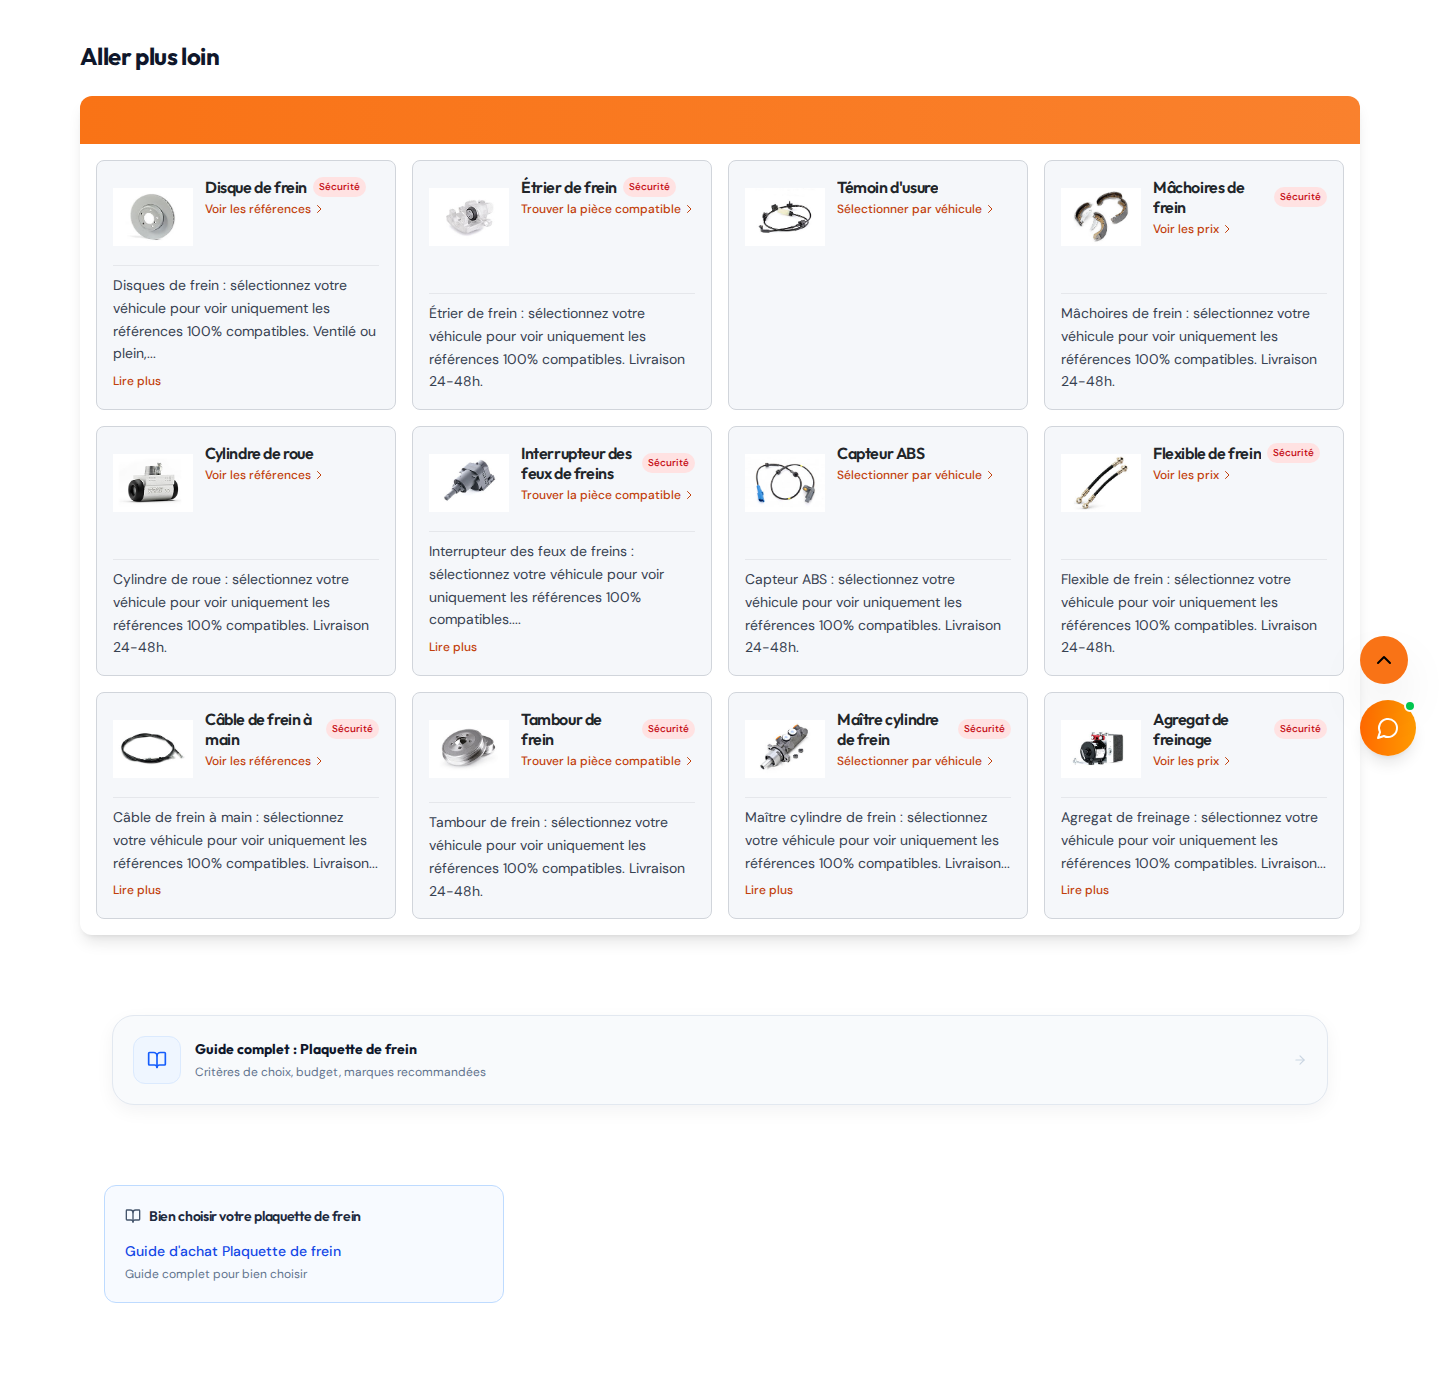 Aller plus loin
Disque de frein Sécurité
Voir les références
Disques de frein : sélectionnez votre
véhicule pour voir uniquement les
références 100% compatibles. Ventilé ou
plein,...
Lire plus
Étrier de frein Sécurité
Trouver la pièce compatible
Étrier de frein : sélectionnez votre
véhicule pour voir uniquement les
références 100% compatibles. Livraison
24-48h.
Témoin d'usure
Sélectionner par véhicule
Mâchoires de
frein
Sécurité
Voir les prix
Mâchoires de frein : sélectionnez votre
véhicule pour voir uniquement les
références 100% compatibles. Livraison
24-48h.
Cylindre de roue
Voir les références
Cylindre de roue : sélectionnez votre
véhicule pour voir uniquement les
références 100% compatibles. Livraison
24-48h.
Interrupteur des
feux de freins
Sécurité
Trouver la pièce compatible
Interrupteur des feux de freins :
sélectionnez votre véhicule pour voir
uniquement les références 100%
compatibles....
Lire plus
Capteur ABS
Sélectionner par véhicule
Capteur ABS : sélectionnez votre
véhicule pour voir uniquement les
références 100% compatibles. Livraison
24-48h.
Flexible de frein Sécurité
Voir les prix
Flexible de frein : sélectionnez votre
véhicule pour voir uniquement les
références 100% compatibles. Livraison
24-48h.
Câble de frein à
main
Sécurité
Voir les références
Câble de frein à main : sélectionnez
votre véhicule pour voir uniquement les
références 100% compatibles. Livraison...
Lire plus
Tambour de
frein
Sécurité
Trouver la pièce compatible
Tambour de frein : sélectionnez votre
véhicule pour voir uniquement les
références 100% compatibles. Livraison
24-48h.
Maître cylindre
de frein
Sécurité
Sélectionner par véhicule
Maître cylindre de frein : sélectionnez
votre véhicule pour voir uniquement les
références 100% compatibles. Livraison...
Lire plus
Agregat de
freinage
Sécurité
Voir les prix
Agregat de freinage : sélectionnez
votre véhicule pour voir uniquement les
références 100% compatibles. Livraison...
Lire plus
Guide complet : Plaquette de frein
Critères de choix, budget, marques recommandées
Bien choisir votre plaquette de frein
Guide d'achat Plaquette de frein
Guide complet pour bien choisir